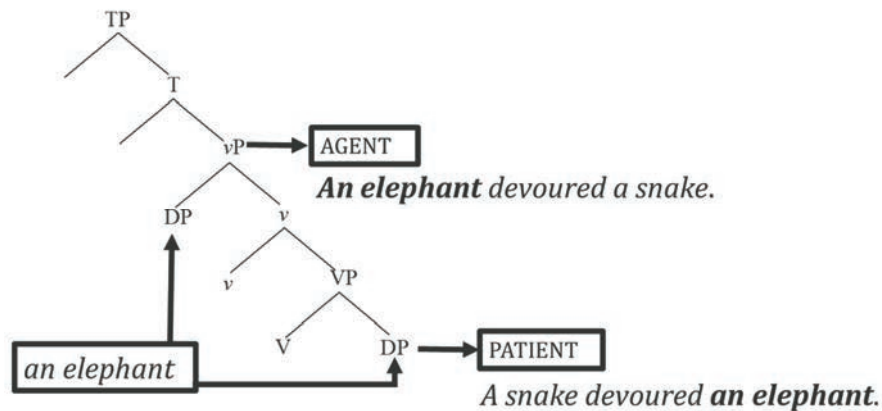 TP
T
vP
AGENT
An elephant devoured a snake.
DP
v
v
VP
V
DP
PATIENT
an elephant
A snake devoured an elephant.